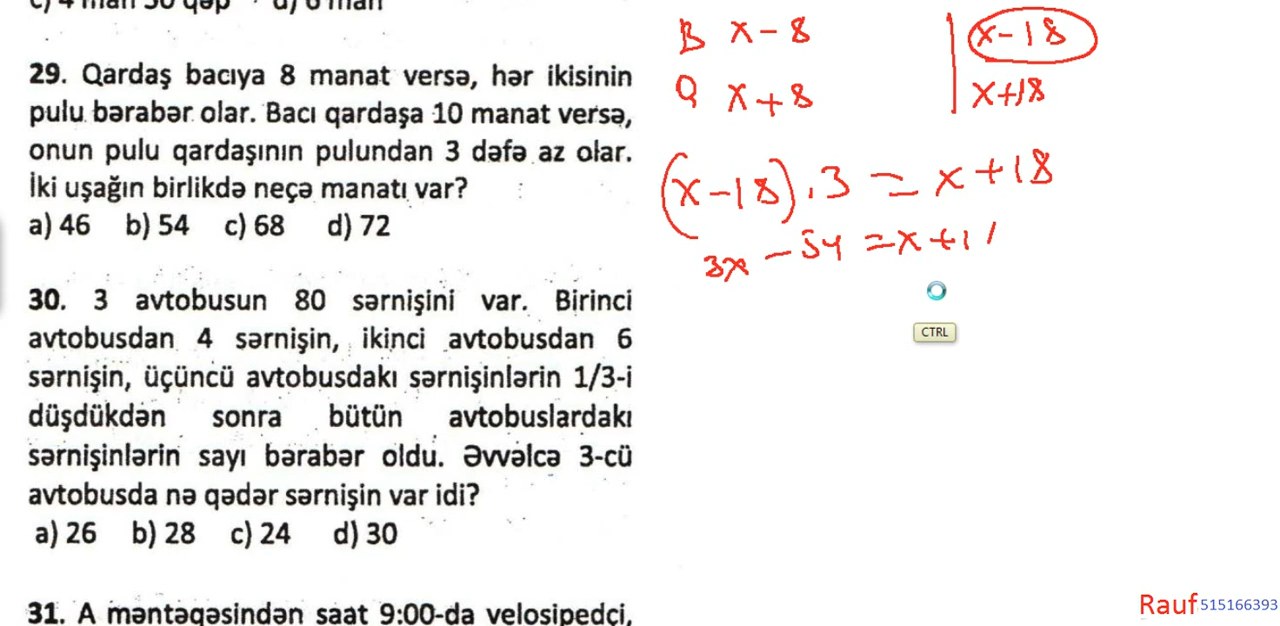 29. Qardaş bacıya 8 manat versə, hər ikisinin
pulu bərabər olar. Bacı qardaşa 10 manat versə,
onun pulu qardaşının pulundan 3 dəfə az olar.
İki uşağın birlikdə neçə manatı var?
a) 46 b) 54 c) 68 d) 72
30. 3 avtobusun 80 sərnişini var. Birinci
avtobusdan 4 sərnişin, ikinci avtobusdan 6
sərnişin, üçüncü avtobusdakı sərnişinlərin 1/3-i
düşdükdən sonra bütün avtobuslardakı
sərnişinlərin sayı bərabər oldu. Əvvəlcə 3-cü
avtobusda nə qədər sərnişin var idi?
a) 26 b) 28 c) 24 d) 30
31. A məntəqəsindən saat 9:00-da velosipedçi,
B x-8 | x-18
Q x+8 | x+18
(x-18).3=x+18
3x-54=x+1
CTRL
Rauf 515166393